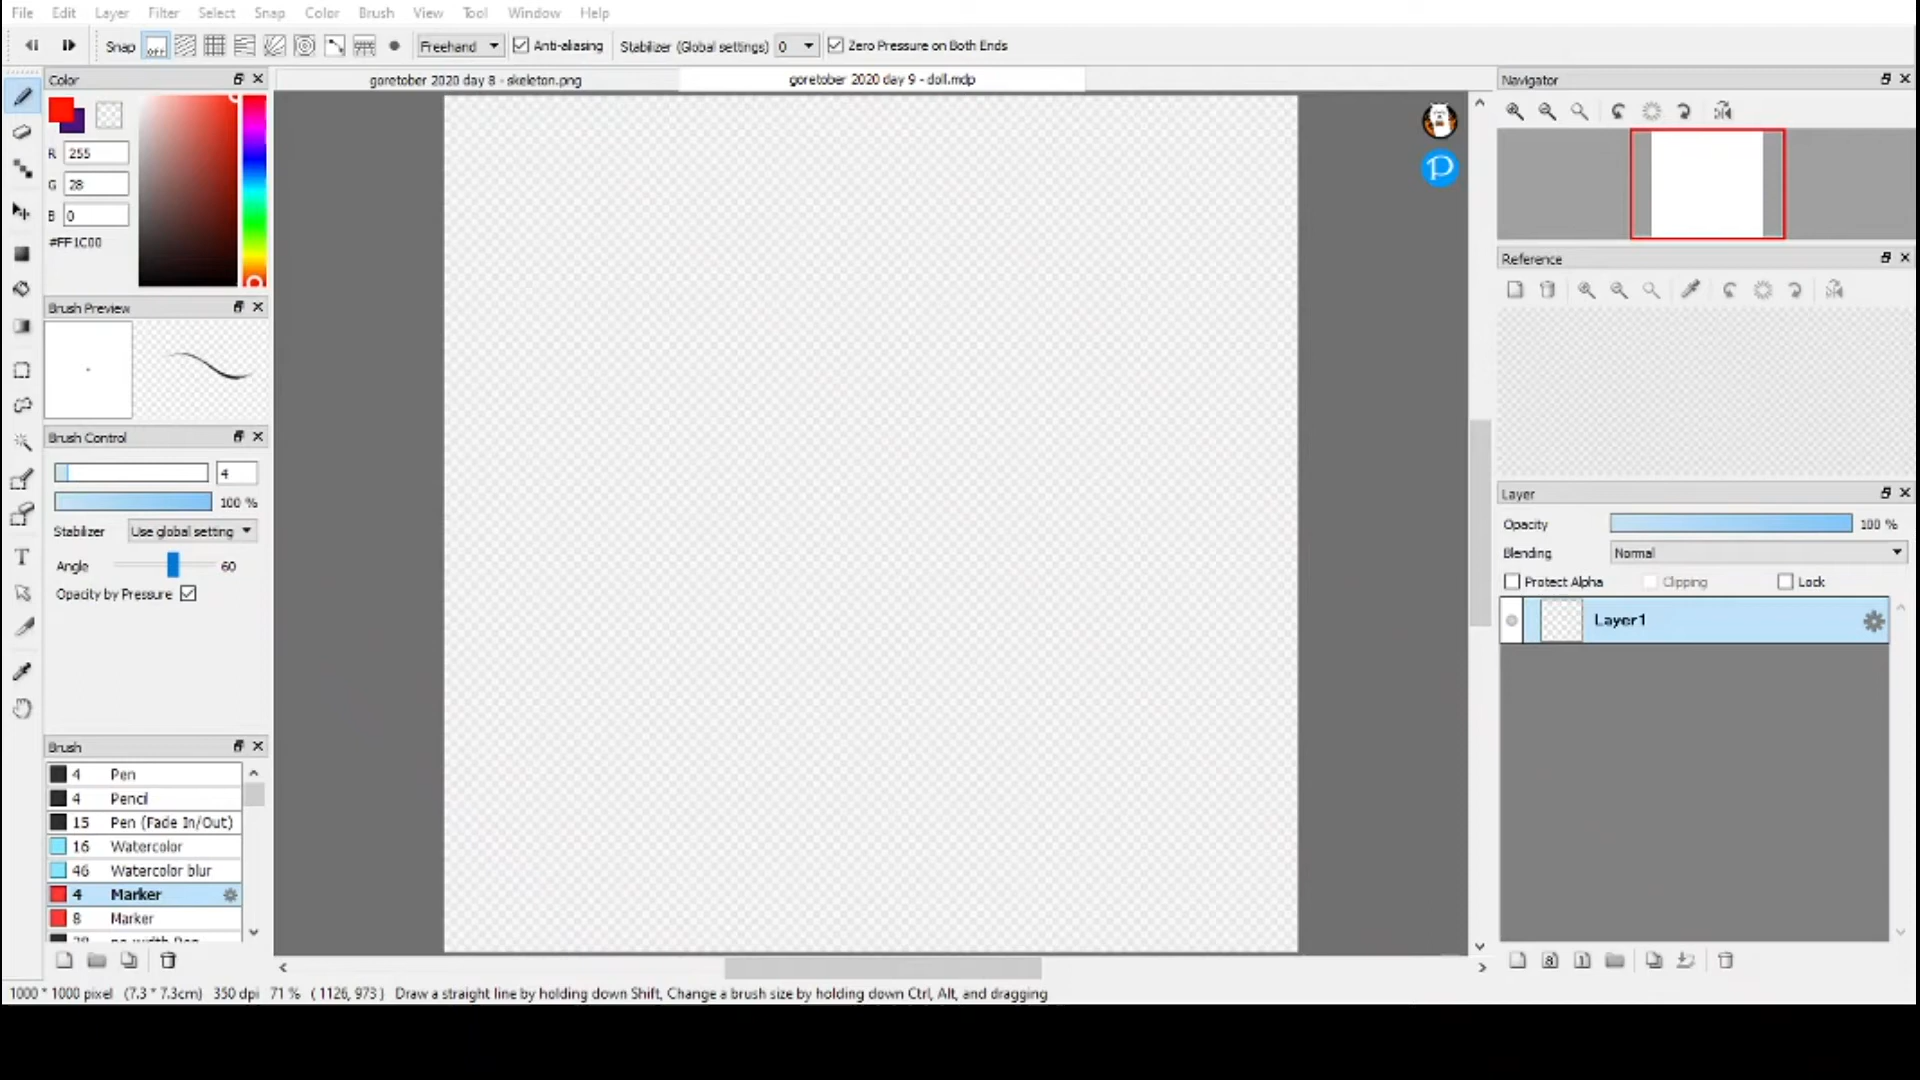 File Edit Layer Filter Select Snap Color Brush View Tool Window Help
Snap off Freehand Anti-aliasing Stabilizer (Global settings) 0 Zero Pressure on Both Ends
Color
goretober 2020 day 8 - skeleton.png
goretober 2020 day 9 - doll.mdp
Navigator
R 255
G 28
B 0
#FF1C00
Reference
Brush Preview
Brush Control
4
100 %
Stabilizer Use global setting
Angle 60
Opacity by Pressure
Layer
Opacity 100 %
Blending Normal
Protect Alpha Clipping Lock
Layer1
Brush
4 Pen
4 Pencil
15 Pen (Fade In/Out)
16 Watercolor
46 Watercolor blur
4 Marker
8 Marker
1000 * 1000 pixel (7.3 * 7.3cm) 350 dpi 71 % ( 1126, 973 ) Draw a straight line by holding down Shift, Change a brush size by holding down Ctrl, Alt, and dragging